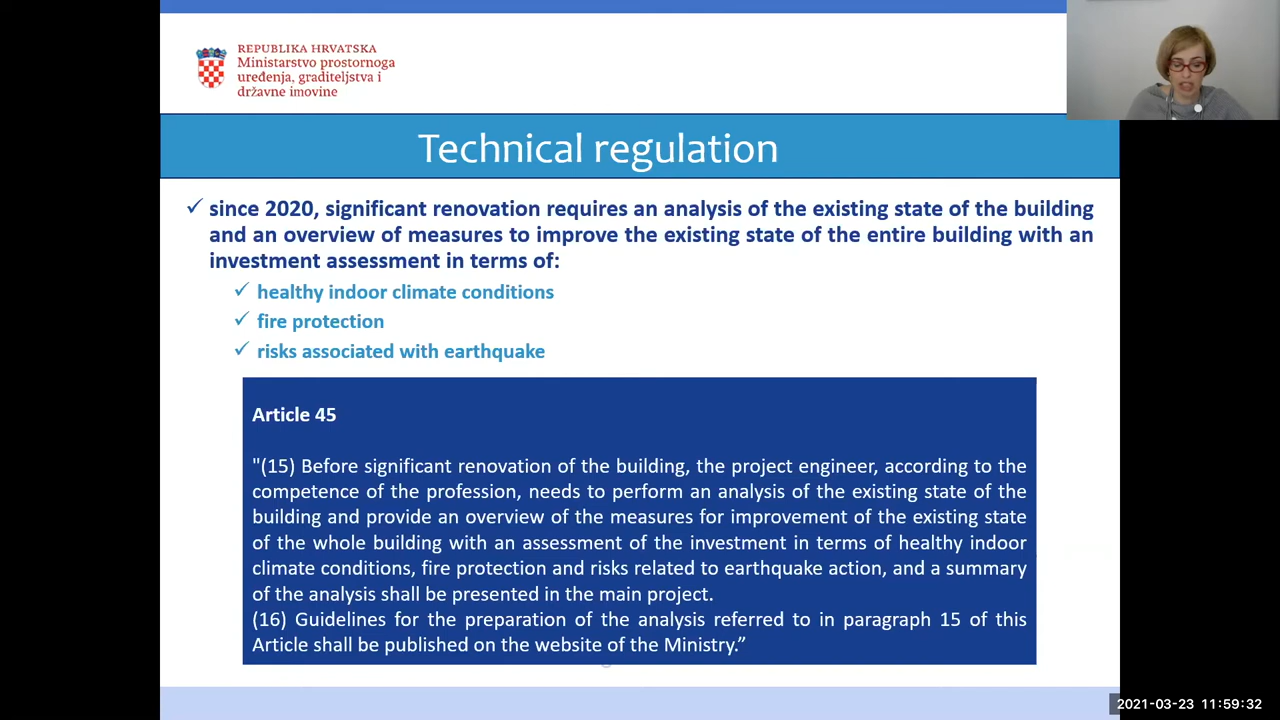 REPUBLIKA HRVATSKA
Ministarstvo prostornoga
uređenja, graditeljstva i
državne imovine
Technical regulation
✓ since 2020, significant renovation requires an analysis of the existing state of the building
and an overview of measures to improve the existing state of the entire building with an
investment assessment in terms of:
✓ healthy indoor climate conditions
✓ fire protection
✓ risks associated with earthquake
Article 45
"(15) Before significant renovation of the building, the project engineer, according to the
competence of the profession, needs to perform an analysis of the existing state of the
building and provide an overview of the measures for improvement of the existing state
of the whole building with an assessment of the investment in terms of healthy indoor
climate conditions, fire protection and risks related to earthquake action, and a summary
of the analysis shall be presented in the main project.
(16) Guidelines for the preparation of the analysis referred to in paragraph 15 of this
Article shall be published on the website of the Ministry.”
2021-03-23 11:59:32